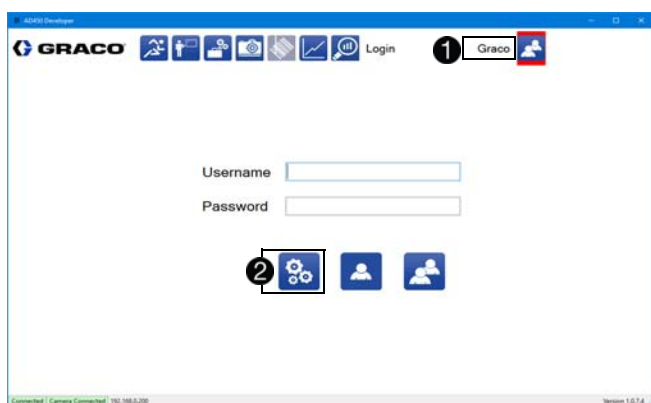 AD450 Developer
GRACO Login 1 Graco
Username
Password
2
Connected Camera Connected 192.168.0.200 Version 1.0.7.4